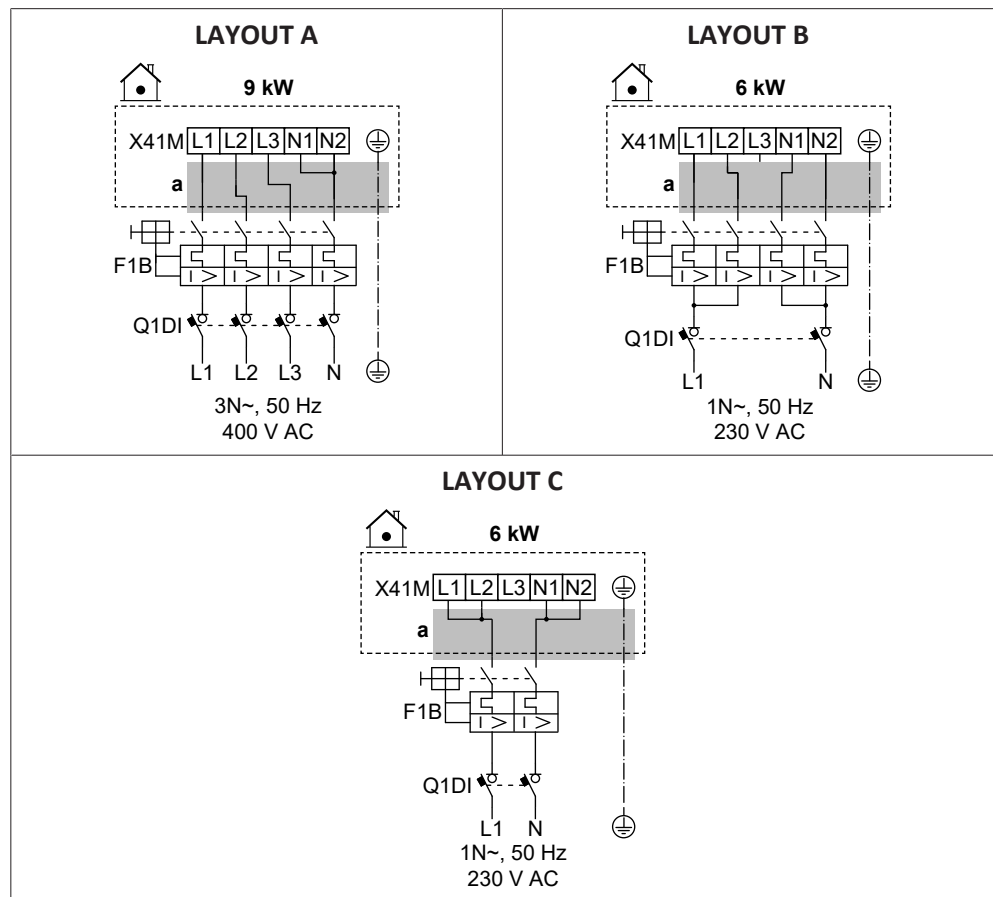 LAYOUT A
9 kW
X41M L1 L2 L3 N1 N2
a
F1B
I > I > I > I >
Q1DI
L1 L2 L3 N
3N~, 50 Hz
400 V AC
LAYOUT B
6 kW
X41M L1 L2 L3 N1 N2
a
F1B
I > I > I > I >
Q1DI
L1 N
1N~, 50 Hz
230 V AC
LAYOUT C
6 kW
X41M L1 L2 L3 N1 N2
a
F1B
I > I >
Q1DI
L1 N
1N~, 50 Hz
230 V AC